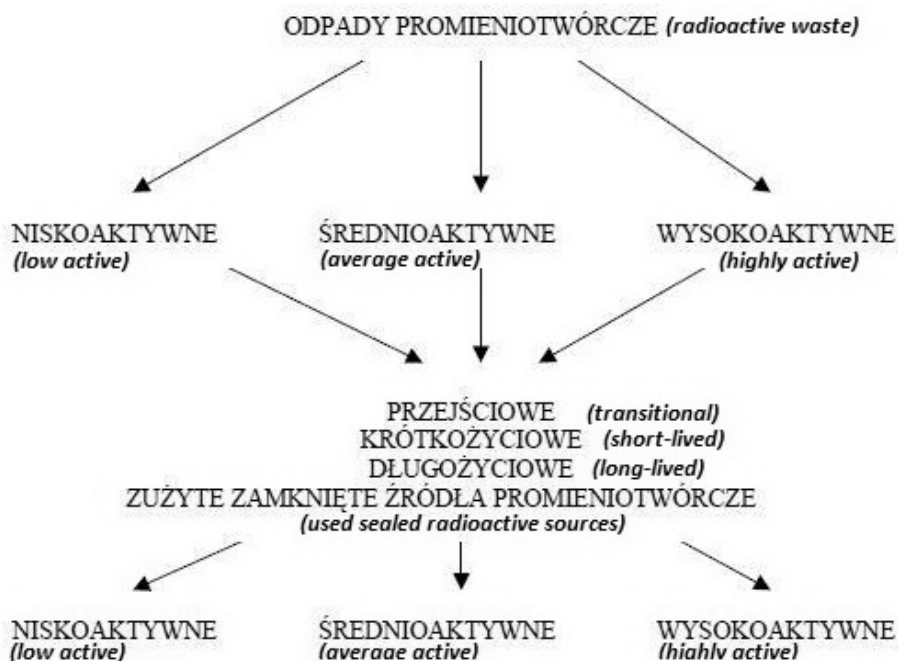 ODPADY PROMIENIOTWÓRCZE (radioactive waste)
NISKOAKTYWNE ŚREDNIOAKTYWNE WYSOKOAKTYWNE
(low active) (average active) (highly active)
PRZEJŚCIOWE (transitional)
KRÓTKOŻYCIOWE (short-lived)
DŁUGOŻYCIOWE (long-lived)
ZUŻYTE ZAMKNIĘTE ŹRÓDŁA PROMIENIOTWÓRCZE
(used sealed radioactive sources)
NISKOAKTYWNE ŚREDNIOAKTYWNE WYSOKOAKTYWNE
(low active) (average active) (highly active)